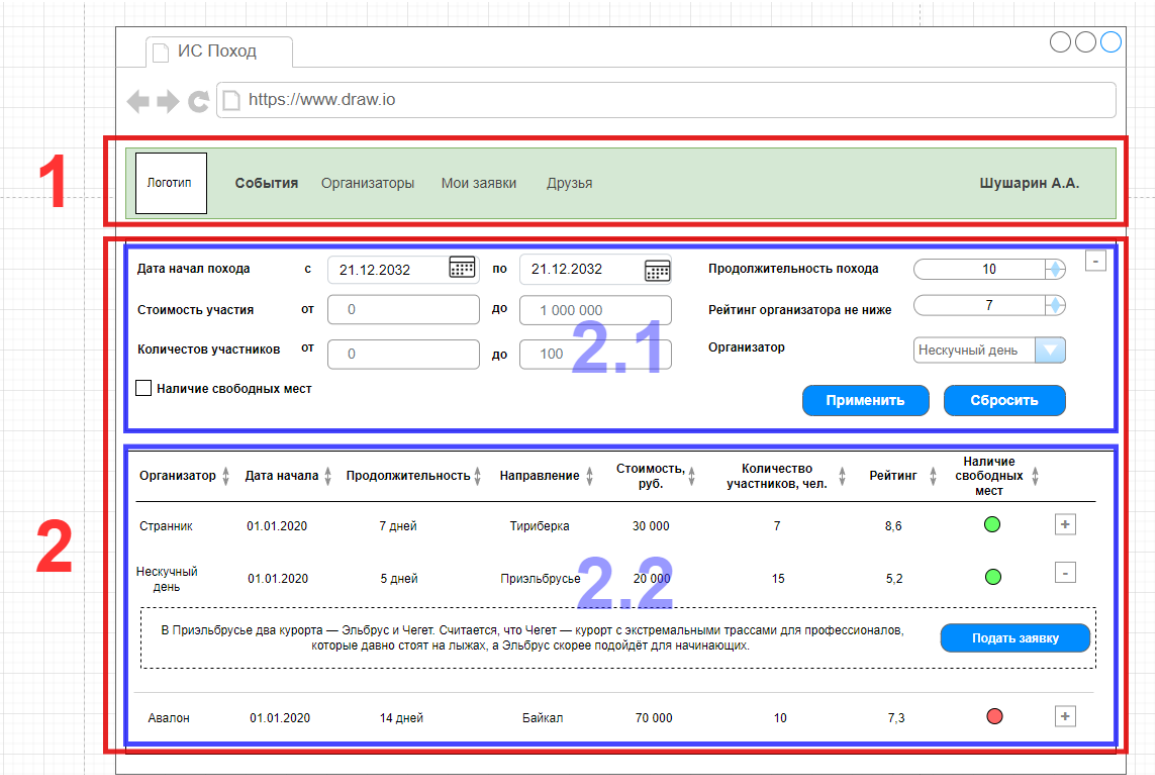 ИС Поход
https://www.draw.io
1
Логотип События Организаторы Мои заявки Друзья Шушарин А.А.
2
Дата начал похода с 21.12.2032 по 21.12.2032 Продолжительность похода 10 -
Стоимость участия от 0 до 1 000 000 Рейтинг организатора не ниже 7
2.1
Количестов участников от 0 до 100 Организатор Нескучный день
Наличие свободных мест
Применить Сбросить
Организатор Дата начала Продолжительность Направление Стоимость, руб. Количество участников, чел. Рейтинг Наличие свободных мест
Странник 01.01.2020 7 дней Тириберка 30 000 7 8,6 +
Нескучный день 01.01.2020 5 дней Приэльбрусье 20 000 15 5,2 -
2.2
В Приэльбрусье два курорта — Эльбрус и Чегет. Считается, что Чегет — курорт с экстремальными трассами для профессионалов,
которые давно стоят на лыжах, а Эльбрус скорее подойдёт для начинающих.
Подать заявку
Авалон 01.01.2020 14 дней Байкал 70 000 10 7,3 +